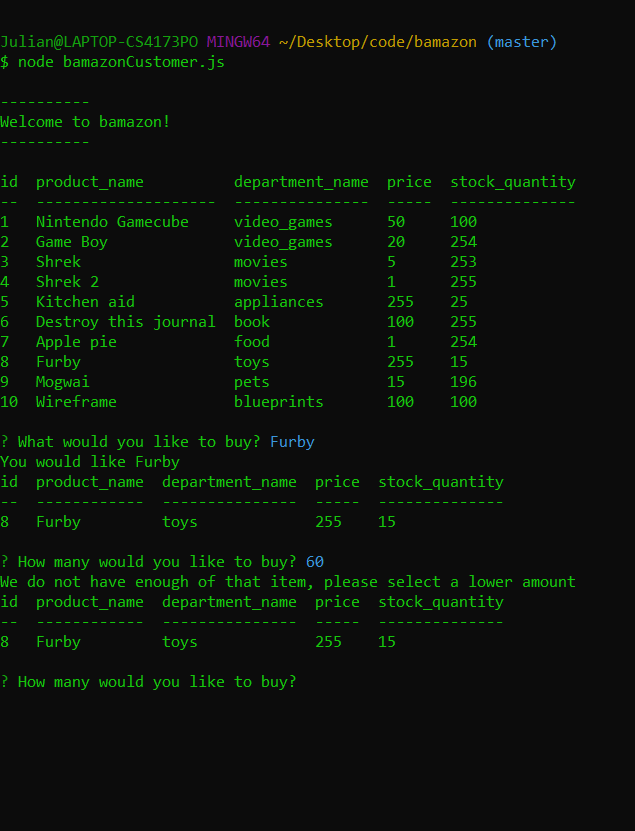 Julian@LAPTOP-CS4173PO MINGW64 ~/Desktop/code/bamazon (master)
$ node bamazonCustomer.js
----------
Welcome to bamazon!
----------
id  product_name          department_name  price  stock_quantity
--  --------------------  ---------------  -----  --------------
1   Nintendo Gamecube     video_games      50     100
2   Game Boy              video_games      20     254
3   Shrek                 movies           5      253
4   Shrek 2               movies           1      255
5   Kitchen aid           appliances       255    25
6   Destroy this journal  book             100    255
7   Apple pie             food             1      254
8   Furby                 toys             255    15
9   Mogwai                pets             15     196
10  Wireframe             blueprints       100    100
? What would you like to buy? Furby
You would like Furby
id  product_name  department_name  price  stock_quantity
--  ------------  ---------------  -----  --------------
8   Furby         toys             255    15
? How many would you like to buy? 60
We do not have enough of that item, please select a lower amount
id  product_name  department_name  price  stock_quantity
--  ------------  ---------------  -----  --------------
8   Furby         toys             255    15
? How many would you like to buy?